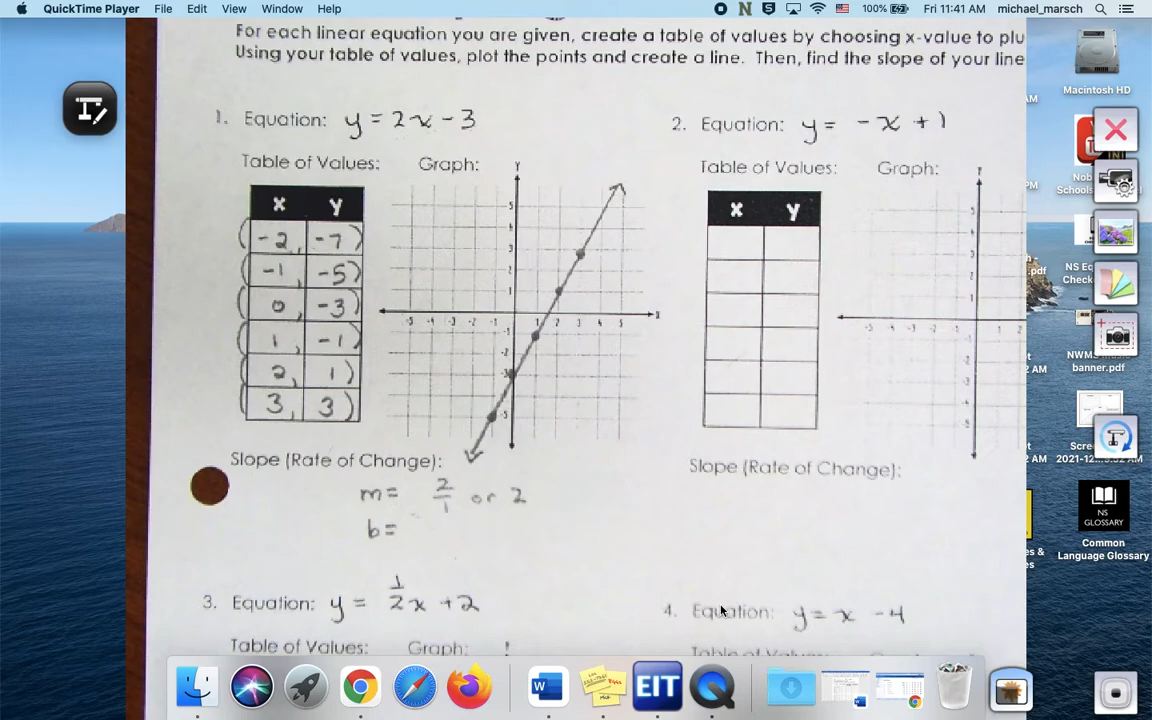 QuickTime Player File Edit View Window Help 100% Fri 11:41 AM michael_marsch
For each linear equation you are given, create a table of values by choosing x-value to plu
Using your table of values, plot the points and create a line. Then, find the slope of your line
Macintosh HD
1. Equation: y = 2x - 3
2. Equation: y = -x + 1
Table of Values: Graph:
Table of Values: Graph:
x y
(-2, -7)
(-1, -5)
(0, -3)
(1, -1)
(2, 1)
(3, 3)
x y
Slope (Rate of Change):
m = 2/1 or 2
b =
Slope (Rate of Change):
3. Equation: y = 1/2x + 2
4. Equation: y = x - 4
Table of Values: Graph:
Table of Values:
NS GLOSSARY
Common
Language Glossary
EIT